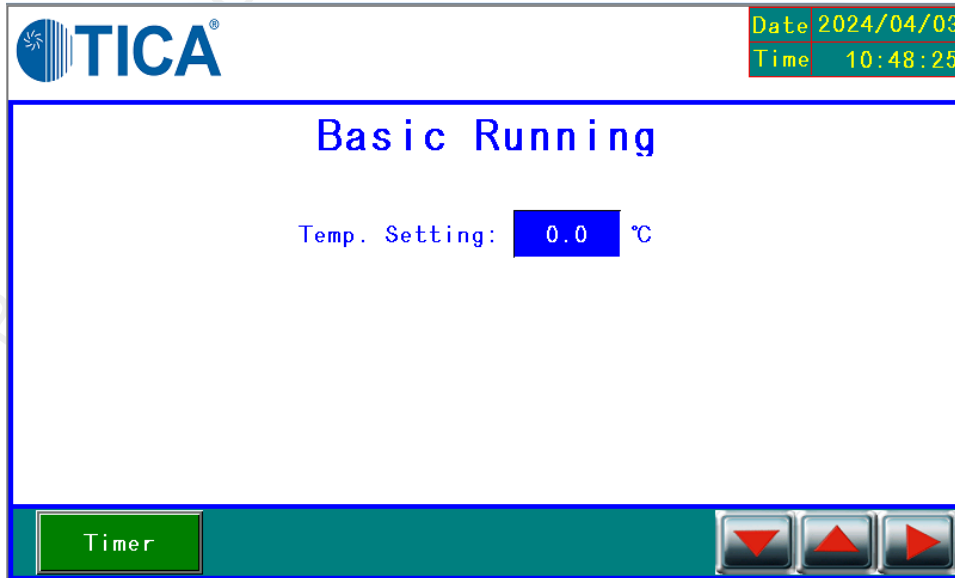 TICA®
Date 2024/04/03
Time 10:48:25
Basic Running
Temp. Setting: 0.0 ℃
Timer